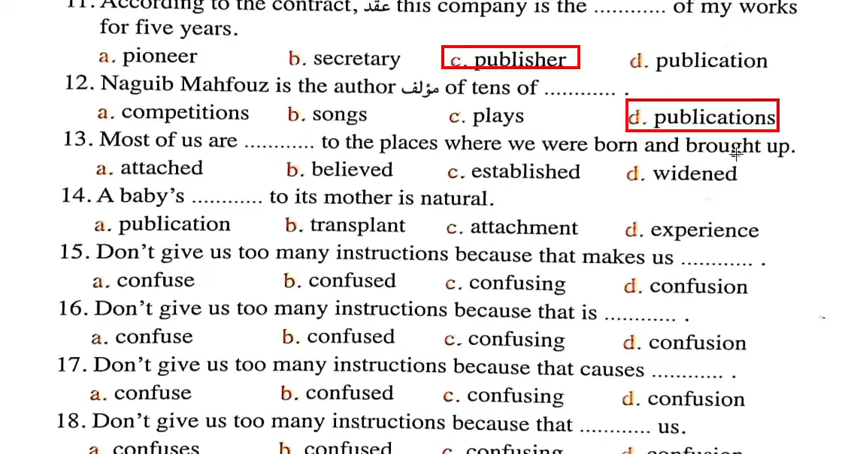 11. According to the contract, عقد this company is the ............ of my works
for five years.
a. pioneer b. secretary c. publisher d. publication
12. Naguib Mahfouz is the author مؤلف of tens of ............ .
a. competitions b. songs c. plays d. publications
13. Most of us are ............ to the places where we were born and brought up.
a. attached b. believed c. established d. widened
14. A baby's ............ to its mother is natural.
a. publication b. transplant c. attachment d. experience
15. Don't give us too many instructions because that makes us ............ .
a. confuse b. confused c. confusing d. confusion
16. Don't give us too many instructions because that is ............ .
a. confuse b. confused c. confusing d. confusion
17. Don't give us too many instructions because that causes ............ .
a. confuse b. confused c. confusing d. confusion
18. Don't give us too many instructions because that ............ us.
a. confuses b. confused c. confusing d. confusion